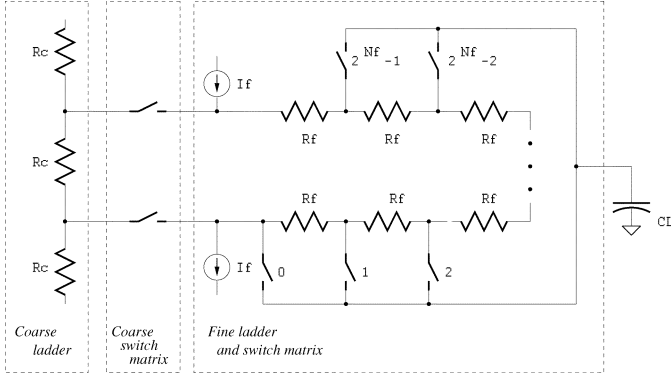 Rc
Rc
Rc
If
If
2 Nf -1
2 Nf -2
Rf
Rf
Rf
Rf
Rf
Rf
0
1
2
CL
Coarse
ladder
Coarse
switch
matrix
Fine ladder
and switch matrix